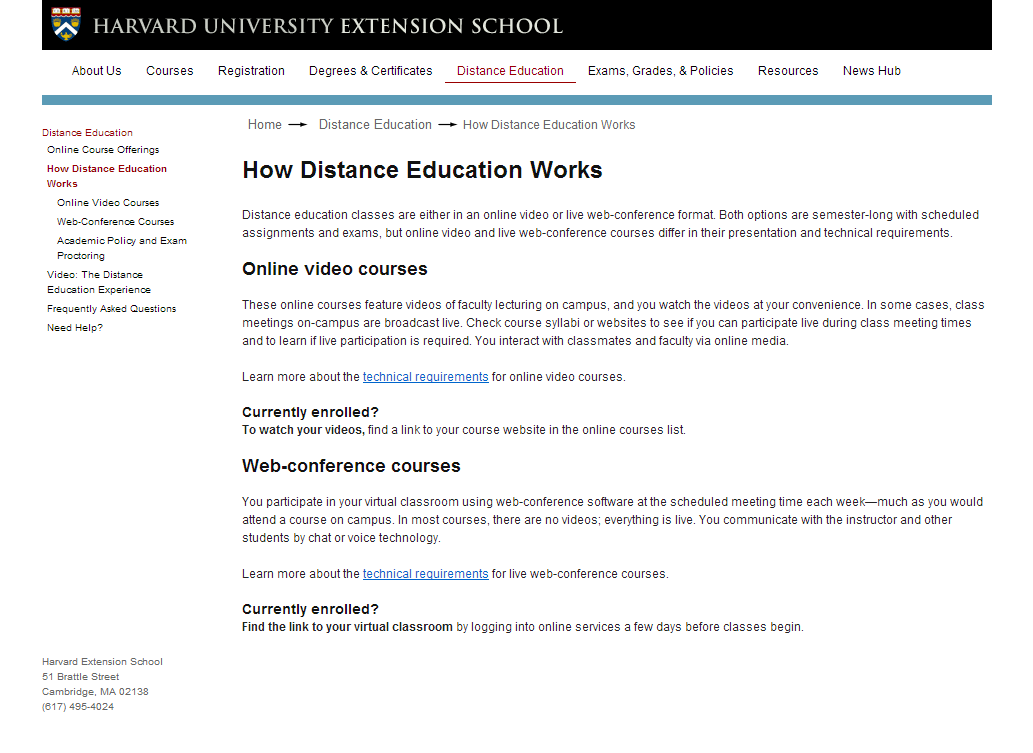 HARVARD UNIVERSITY EXTENSION SCHOOL
About Us Courses Registration Degrees & Certificates Distance Education Exams, Grades, & Policies Resources News Hub
Home → Distance Education → How Distance Education Works
Distance Education
Online Course Offerings
How Distance Education
Works
Online Video Courses
Web-Conference Courses
Academic Policy and Exam
Proctoring
Video: The Distance
Education Experience
Frequently Asked Questions
Need Help?
How Distance Education Works
Distance education classes are either in an online video or live web-conference format. Both options are semester-long with scheduled
assignments and exams, but online video and live web-conference courses differ in their presentation and technical requirements.
Online video courses
These online courses feature videos of faculty lecturing on campus, and you watch the videos at your convenience. In some cases, class
meetings on-campus are broadcast live. Check course syllabi or websites to see if you can participate live during class meeting times
and to learn if live participation is required. You interact with classmates and faculty via online media.
Learn more about the technical requirements for online video courses.
Currently enrolled?
To watch your videos, find a link to your course website in the online courses list.
Web-conference courses
You participate in your virtual classroom using web-conference software at the scheduled meeting time each week—much as you would
attend a course on campus. In most courses, there are no videos; everything is live. You communicate with the instructor and other
students by chat or voice technology.
Learn more about the technical requirements for live web-conference courses.
Currently enrolled?
Find the link to your virtual classroom by logging into online services a few days before classes begin.
Harvard Extension School
51 Brattle Street
Cambridge, MA 02138
(617) 495-4024